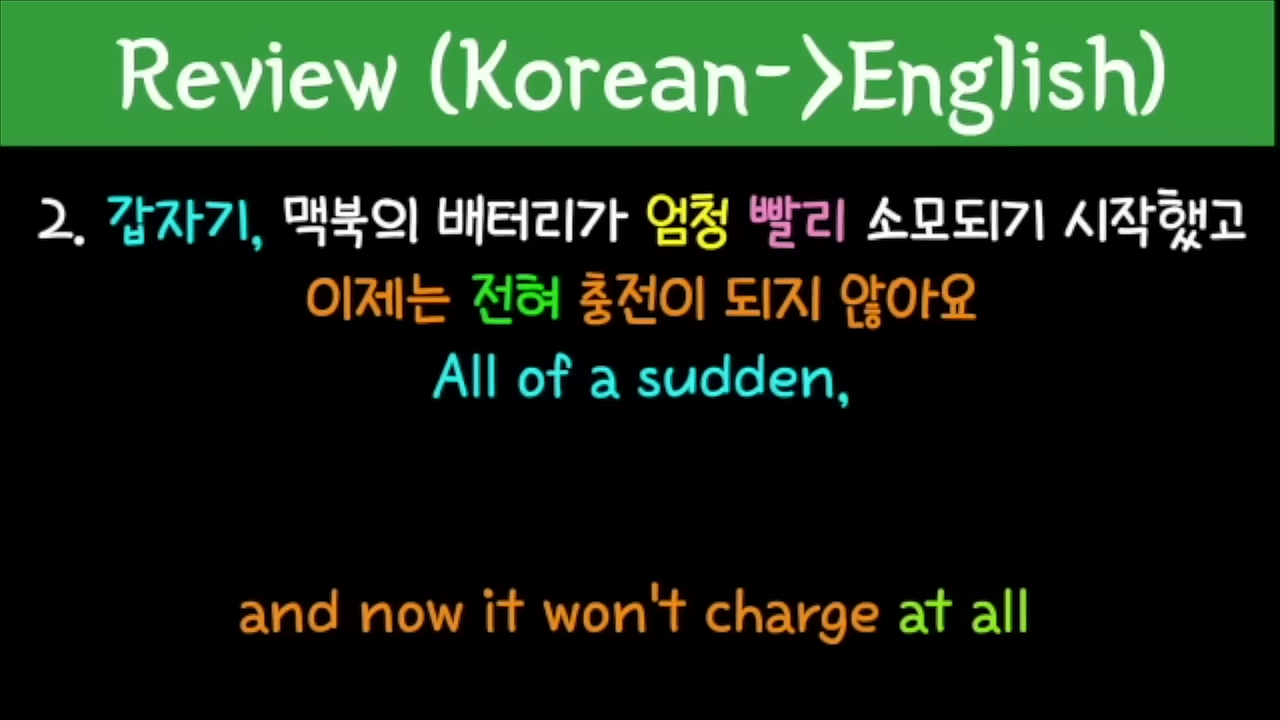 Review (Korean->English)
2. 갑자기, 맥북의 배터리가 엄청 빨리 소모되기 시작했고
이제는 전혀 충전이 되지 않아요
All of a sudden,
and now it won't charge at all